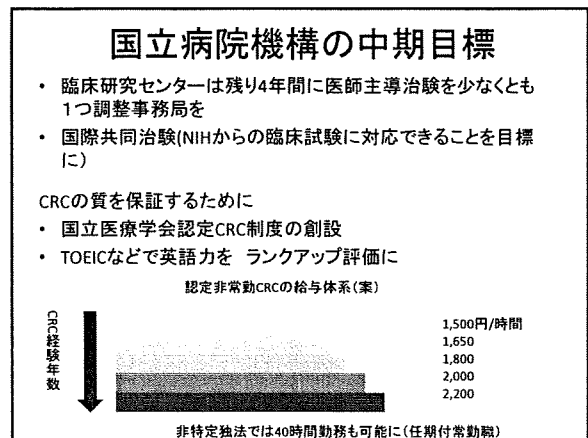 国立病院機構の中期目標
• 臨床研究センターは残り4年間に医師主導治験を少なくとも
１つ調整事務局を
• 国際共同治験(NIHからの臨床試験に対応できることを目標
に)
CRCの質を保証するために
• 国立医療学会認定CRC制度の創設
• TOEICなどで英語力を ランクアップ評価に
認定非常勤CRCの給与体系(案)
CRC経験年数
1,500円/時間
1,650
1,800
2,000
2,200
非特定独法では40時間勤務も可能に(任期付常勤職)